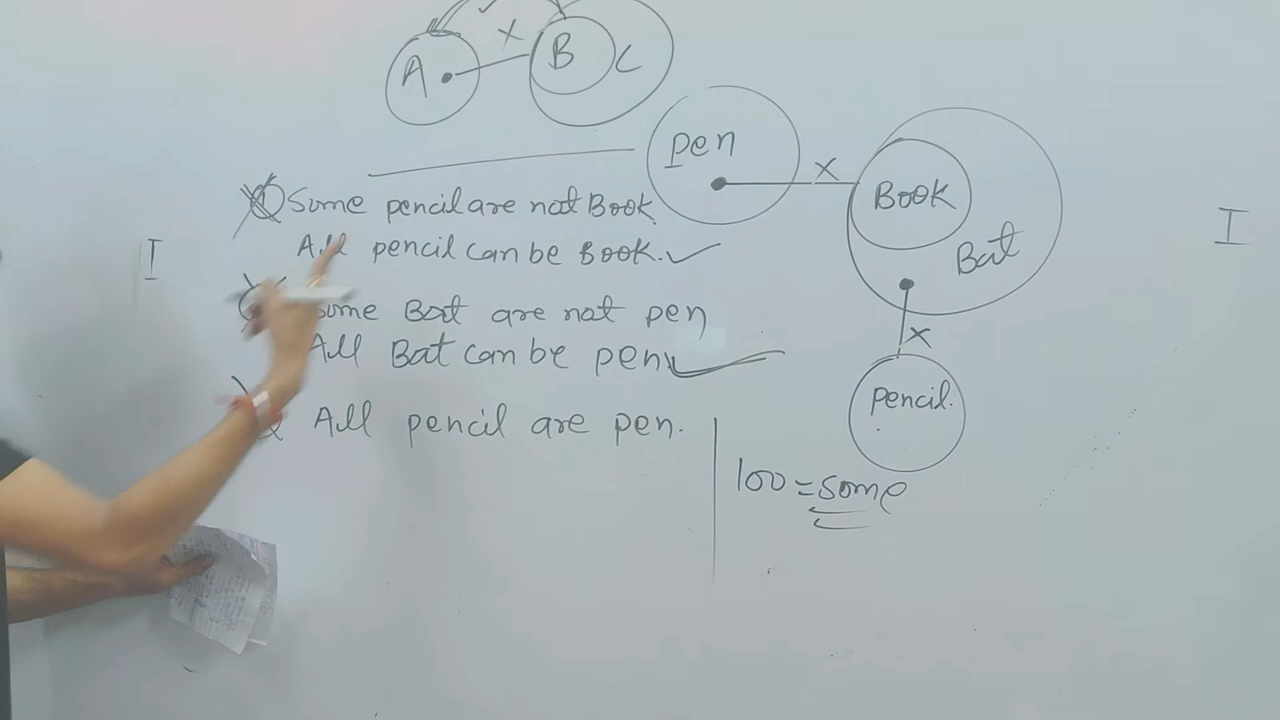 A X B C
pen X Book Bat
Some pencil are not Book
All pencil can be Book. ✓
I
I
Some Bat are not pen
All Bat can be pen ✓
X
pencil.
All pencil are pen.
100 = some